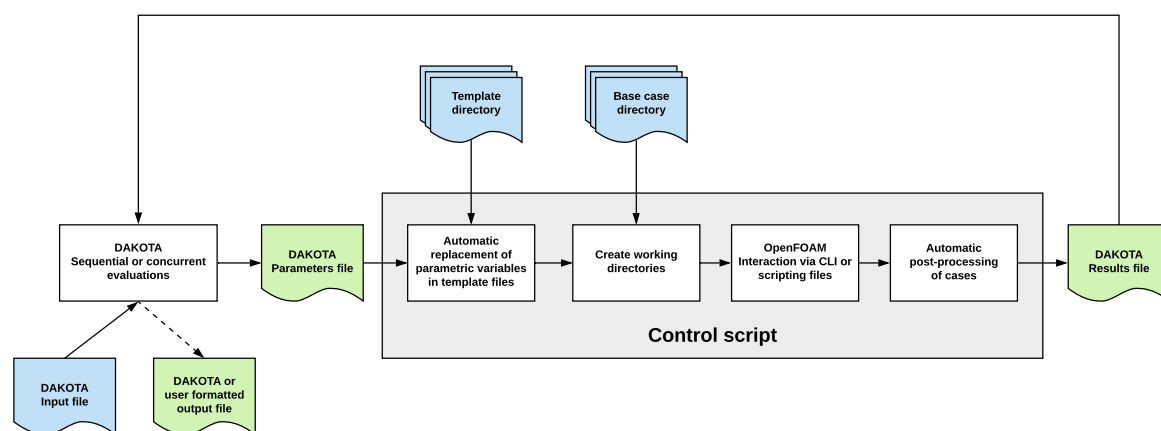 Template
directory
Base case
directory
DAKOTA
Sequential or concurrent
evaluations
DAKOTA
Parameters file
Automatic
replacement of
parametric variables
in template files
Create working
directories
OpenFOAM
Interaction via CLI or
scripting files
Automatic
post-processing
of cases
DAKOTA
Results file
Control script
DAKOTA
Input file
DAKOTA or
user formatted
output file